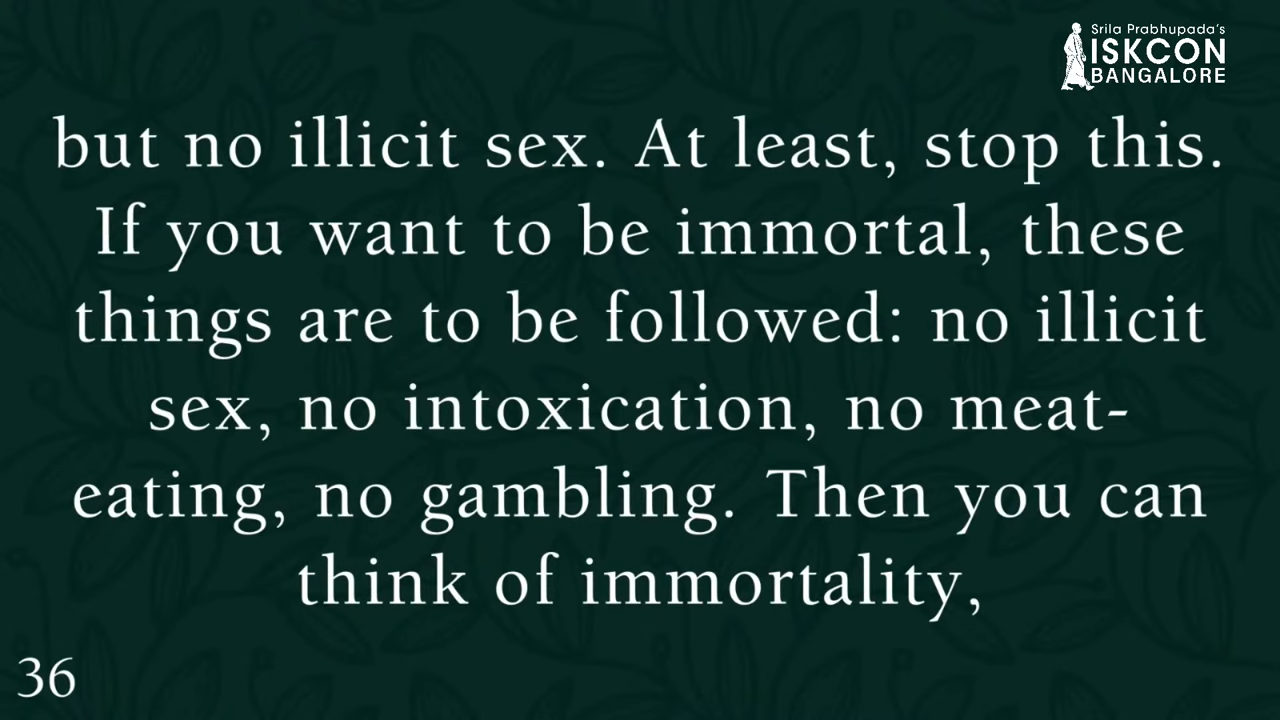 Srila Prabhupada's
ISKCON
BANGALORE
but no illicit sex. At least, stop this.
If you want to be immortal, these
things are to be followed: no illicit
sex, no intoxication, no meat-
eating, no gambling. Then you can
think of immortality,
36